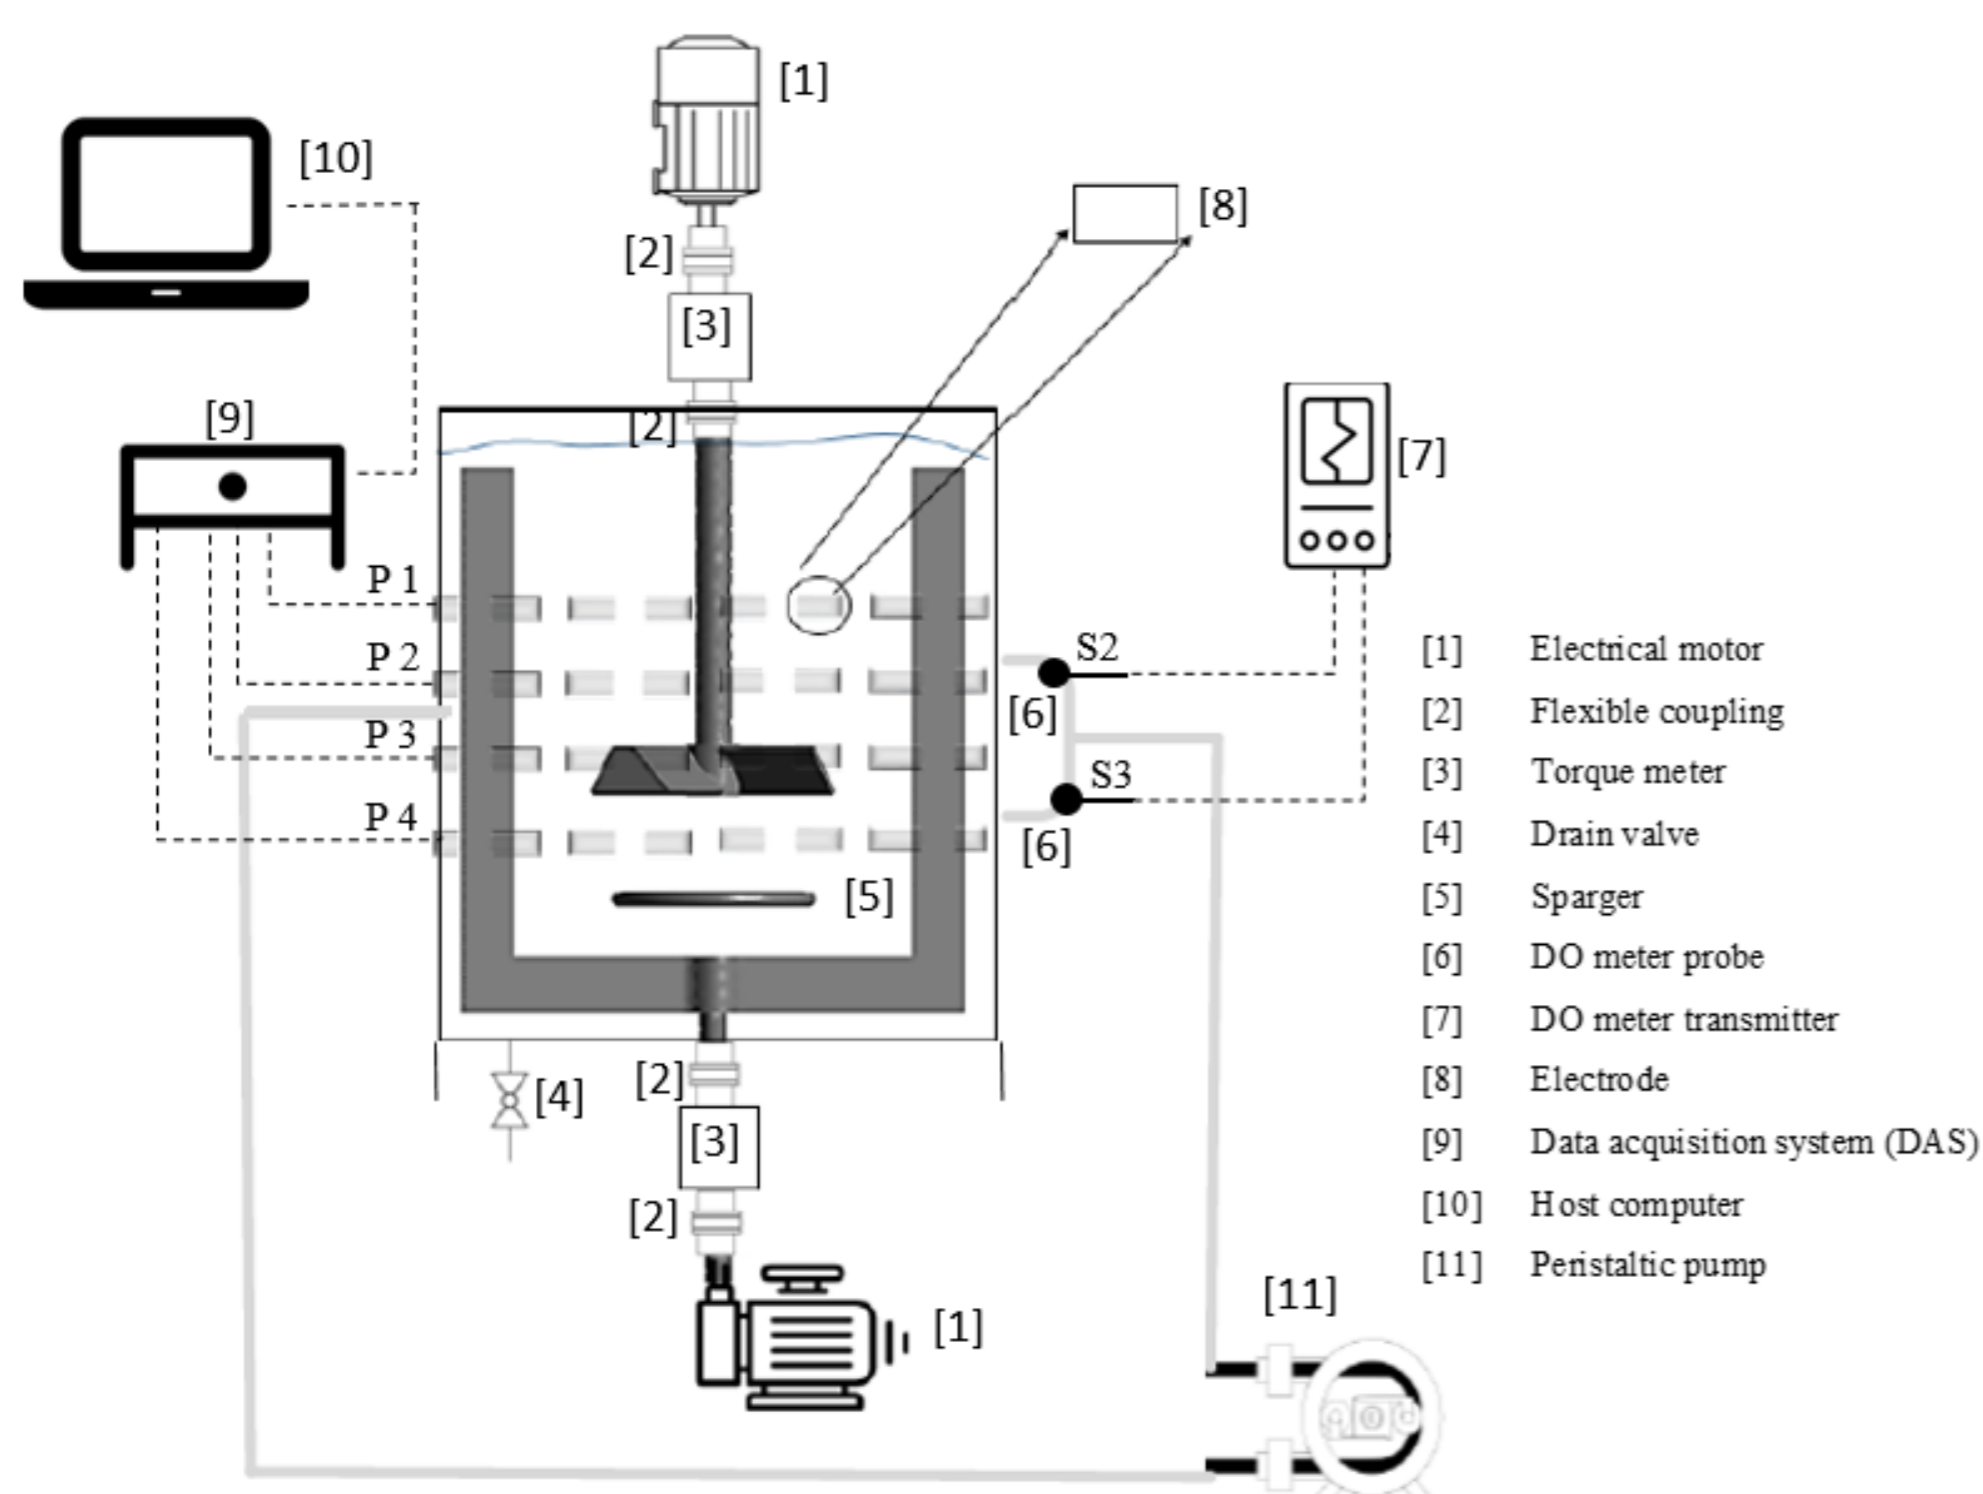 [1]
[10]
[8]
[2]
[3]
[9]
[2]
[7]
P 1
P 2
S2
[6]
P 3
S3
P 4
[6]
[5]
[2]
[4]
[3]
[2]
[1]
[11]
[1] Electrical motor
[2] Flexible coupling
[3] Torque meter
[4] Drain valve
[5] Sparger
[6] DO meter probe
[7] DO meter transmitter
[8] Electrode
[9] Data acquisition system (DAS)
[10] Host computer
[11] Peristaltic pump